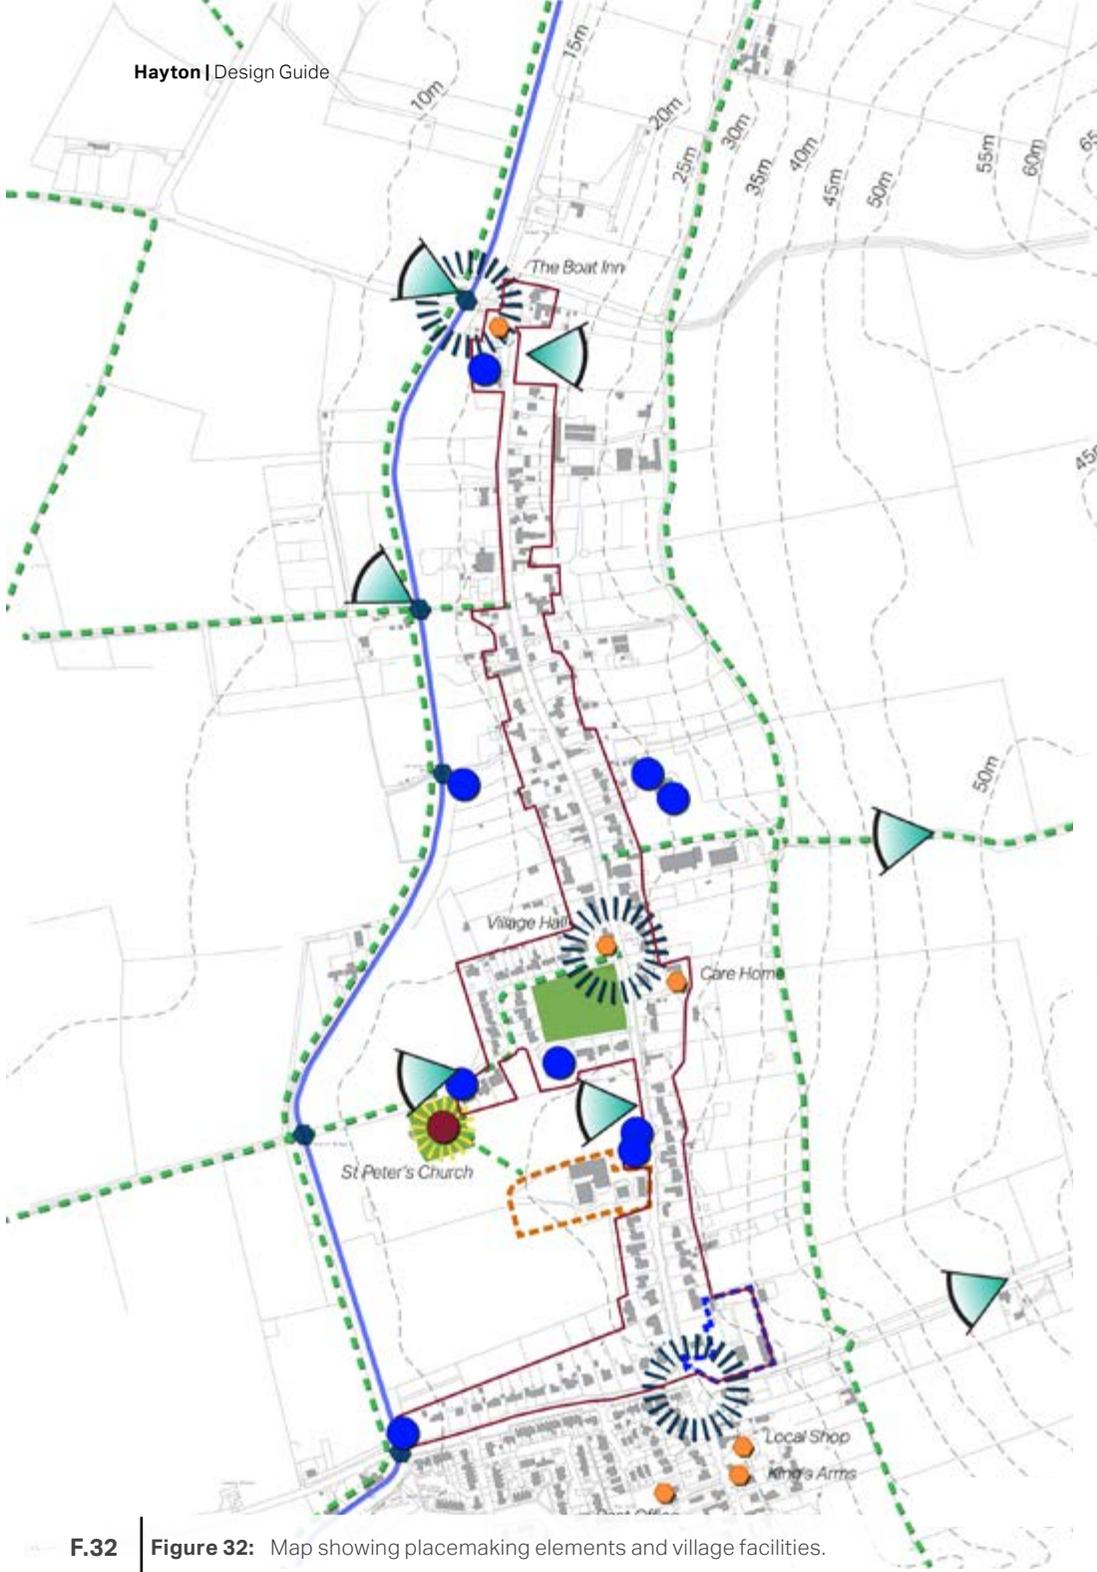 15m
Hayton | Design Guide
10m
20m
25m
30m
35m
40m
45m
50m
55m
60m
The Boat Inn
50m
Village Hall
Care Home
St Peter's Church
Local Shop
King's Arms
Post Office
F.32 Figure 32: Map showing placemaking elements and village facilities.